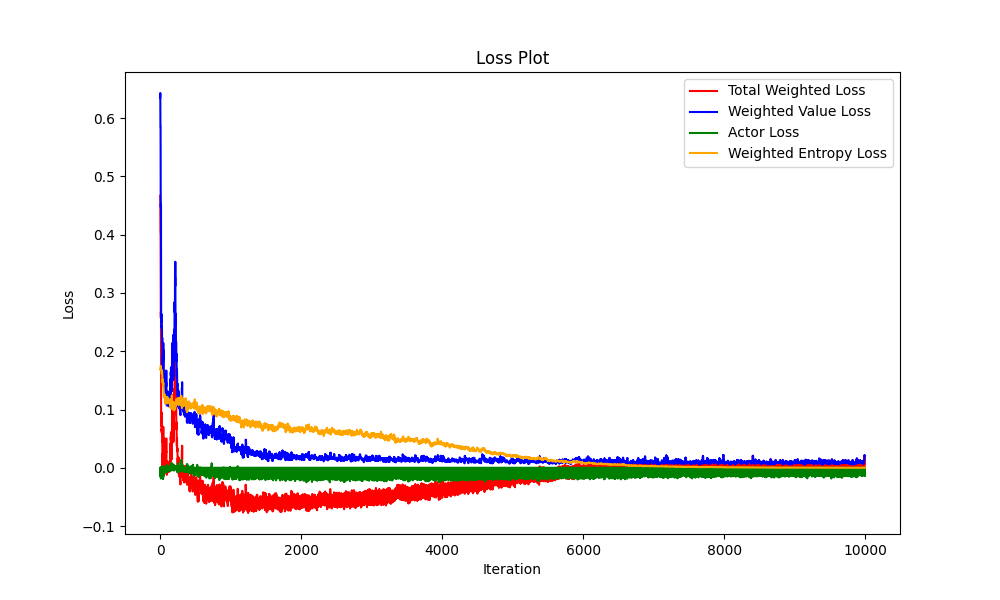 Loss Plot
Total Weighted Loss
Weighted Value Loss
Actor Loss
Weighted Entropy Loss
Loss
0.6
0.5
0.4
0.3
0.2
0.1
0.0
−0.1
0
2000
4000
6000
8000
10000
Iteration